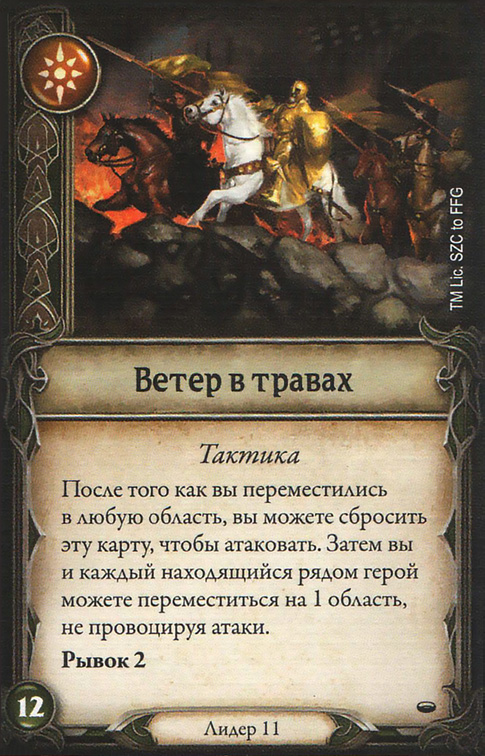 TM Lic. SZC to FFG
Ветер в травах
Тактика
После того как вы переместились
в любую область, вы можете сбросить
эту карту, чтобы атаковать. Затем вы
и каждый находящийся рядом герой
можете переместиться на 1 область,
не провоцируя атаки.
Рывок 2
12
Лидер 11